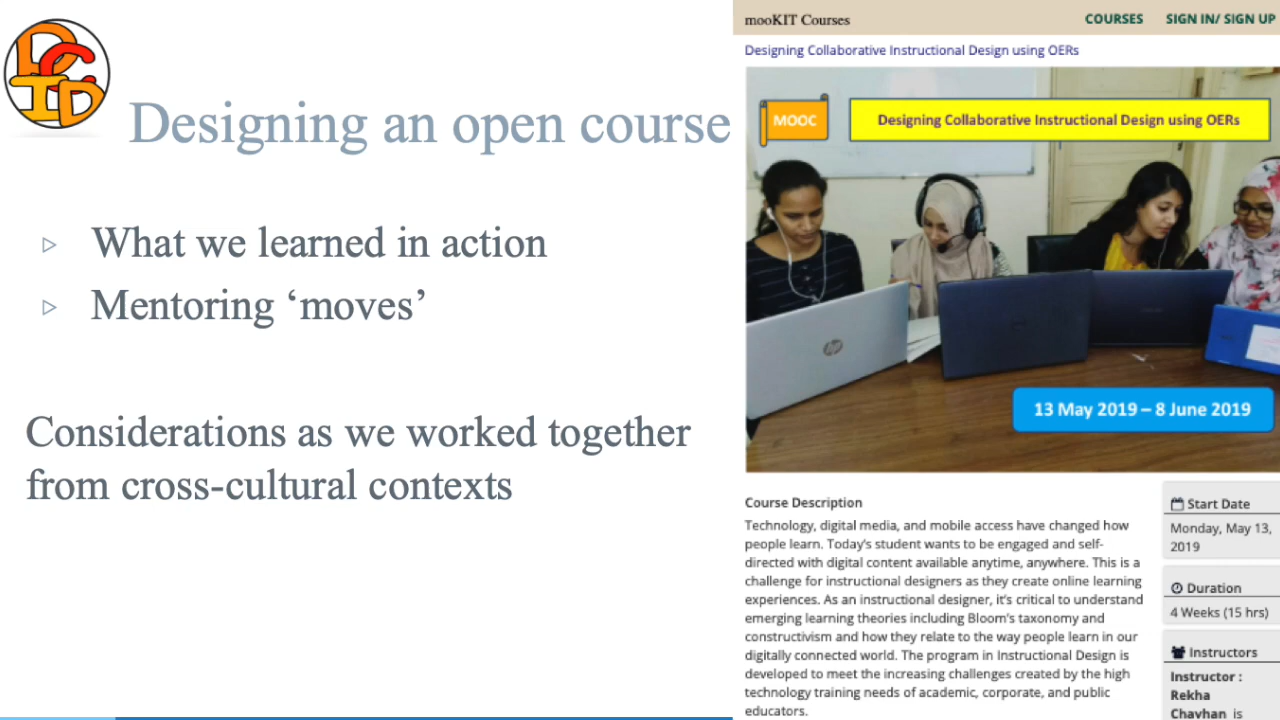 DCID
Designing an open course
▹ What we learned in action
▹ Mentoring ‘moves’
Considerations as we worked together
from cross-cultural contexts
mooKIT Courses
COURSES SIGN IN/ SIGN UP
Designing Collaborative Instructional Design using OERs
MOOC
Designing Collaborative Instructional Design using OERs
hp
13 May 2019 – 8 June 2019
Course Description
Technology, digital media, and mobile access have changed how
people learn. Today's student wants to be engaged and self-
directed with digital content available anytime, anywhere. This is a
challenge for instructional designers as they create online learning
experiences. As an instructional designer, it's critical to understand
emerging learning theories including Bloom's taxonomy and
constructivism and how they relate to the way people learn in our
digitally connected world. The program in Instructional Design is
developed to meet the increasing challenges created by the high
technology training needs of academic, corporate, and public
educators.
Start Date
Monday, May 13,
2019
Duration
4 Weeks (15 hrs)
Instructors
Instructor :
Rekha
Chavhan is